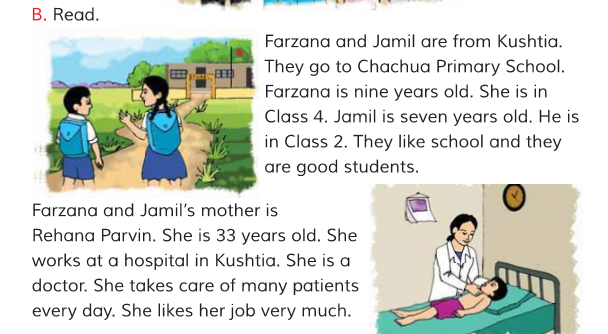 B. Read.
Farzana and Jamil are from Kushtia.
They go to Chachua Primary School.
Farzana is nine years old. She is in
Class 4. Jamil is seven years old. He is
in Class 2. They like school and they
are good students.
Farzana and Jamil's mother is
Rehana Parvin. She is 33 years old. She
works at a hospital in Kushtia. She is a
doctor. She takes care of many patients
every day. She likes her job very much.